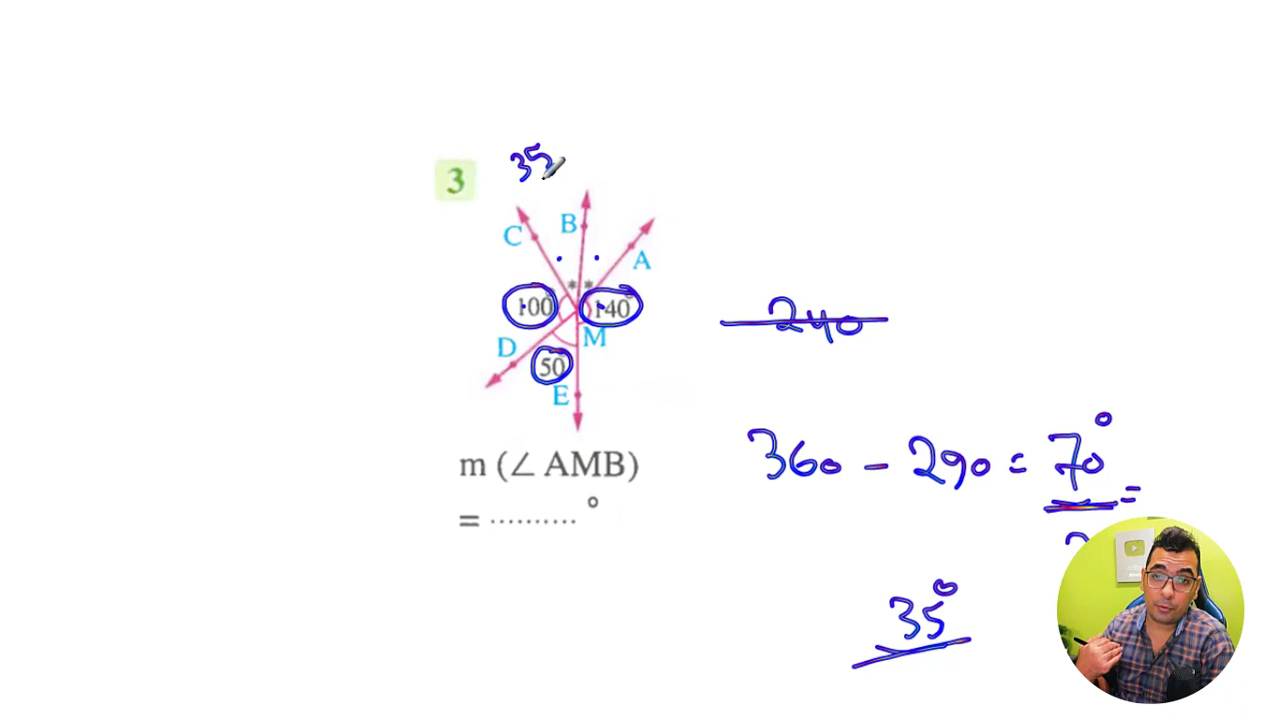 3
35
C
B
A
* *
100°
140°
M
D
50
E
240
m (∠ AMB)
= .......... °
360 - 290 = 70° =
35°